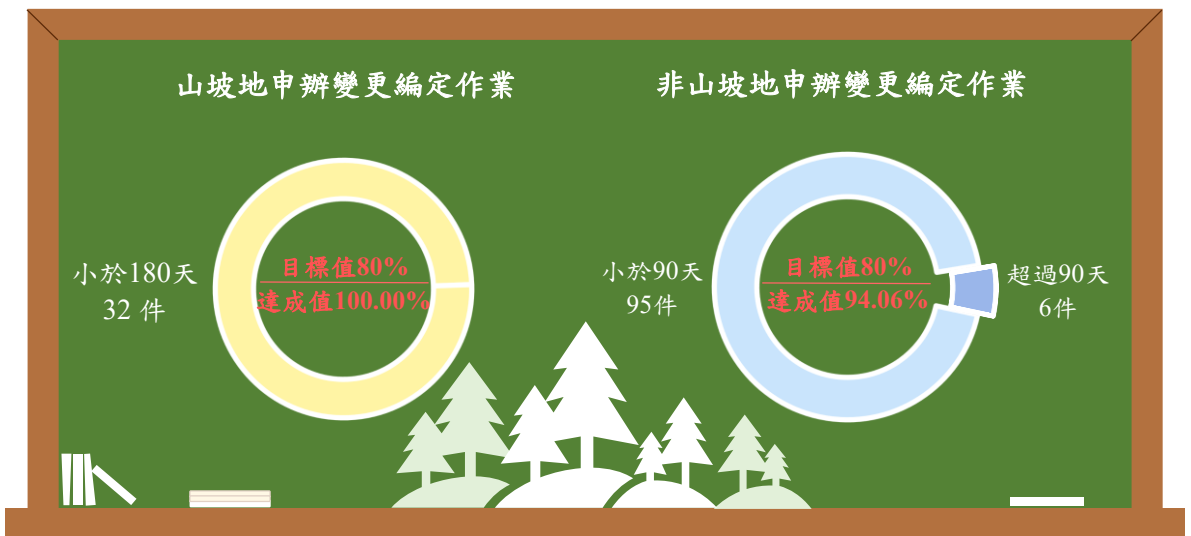 山坡地申辦變更編定作業
非山坡地申辦變更編定作業
小於180天
32 件
目標值80%
達成值100.00%
小於90天
95件
目標值80%
達成值94.06%
超過90天
6件